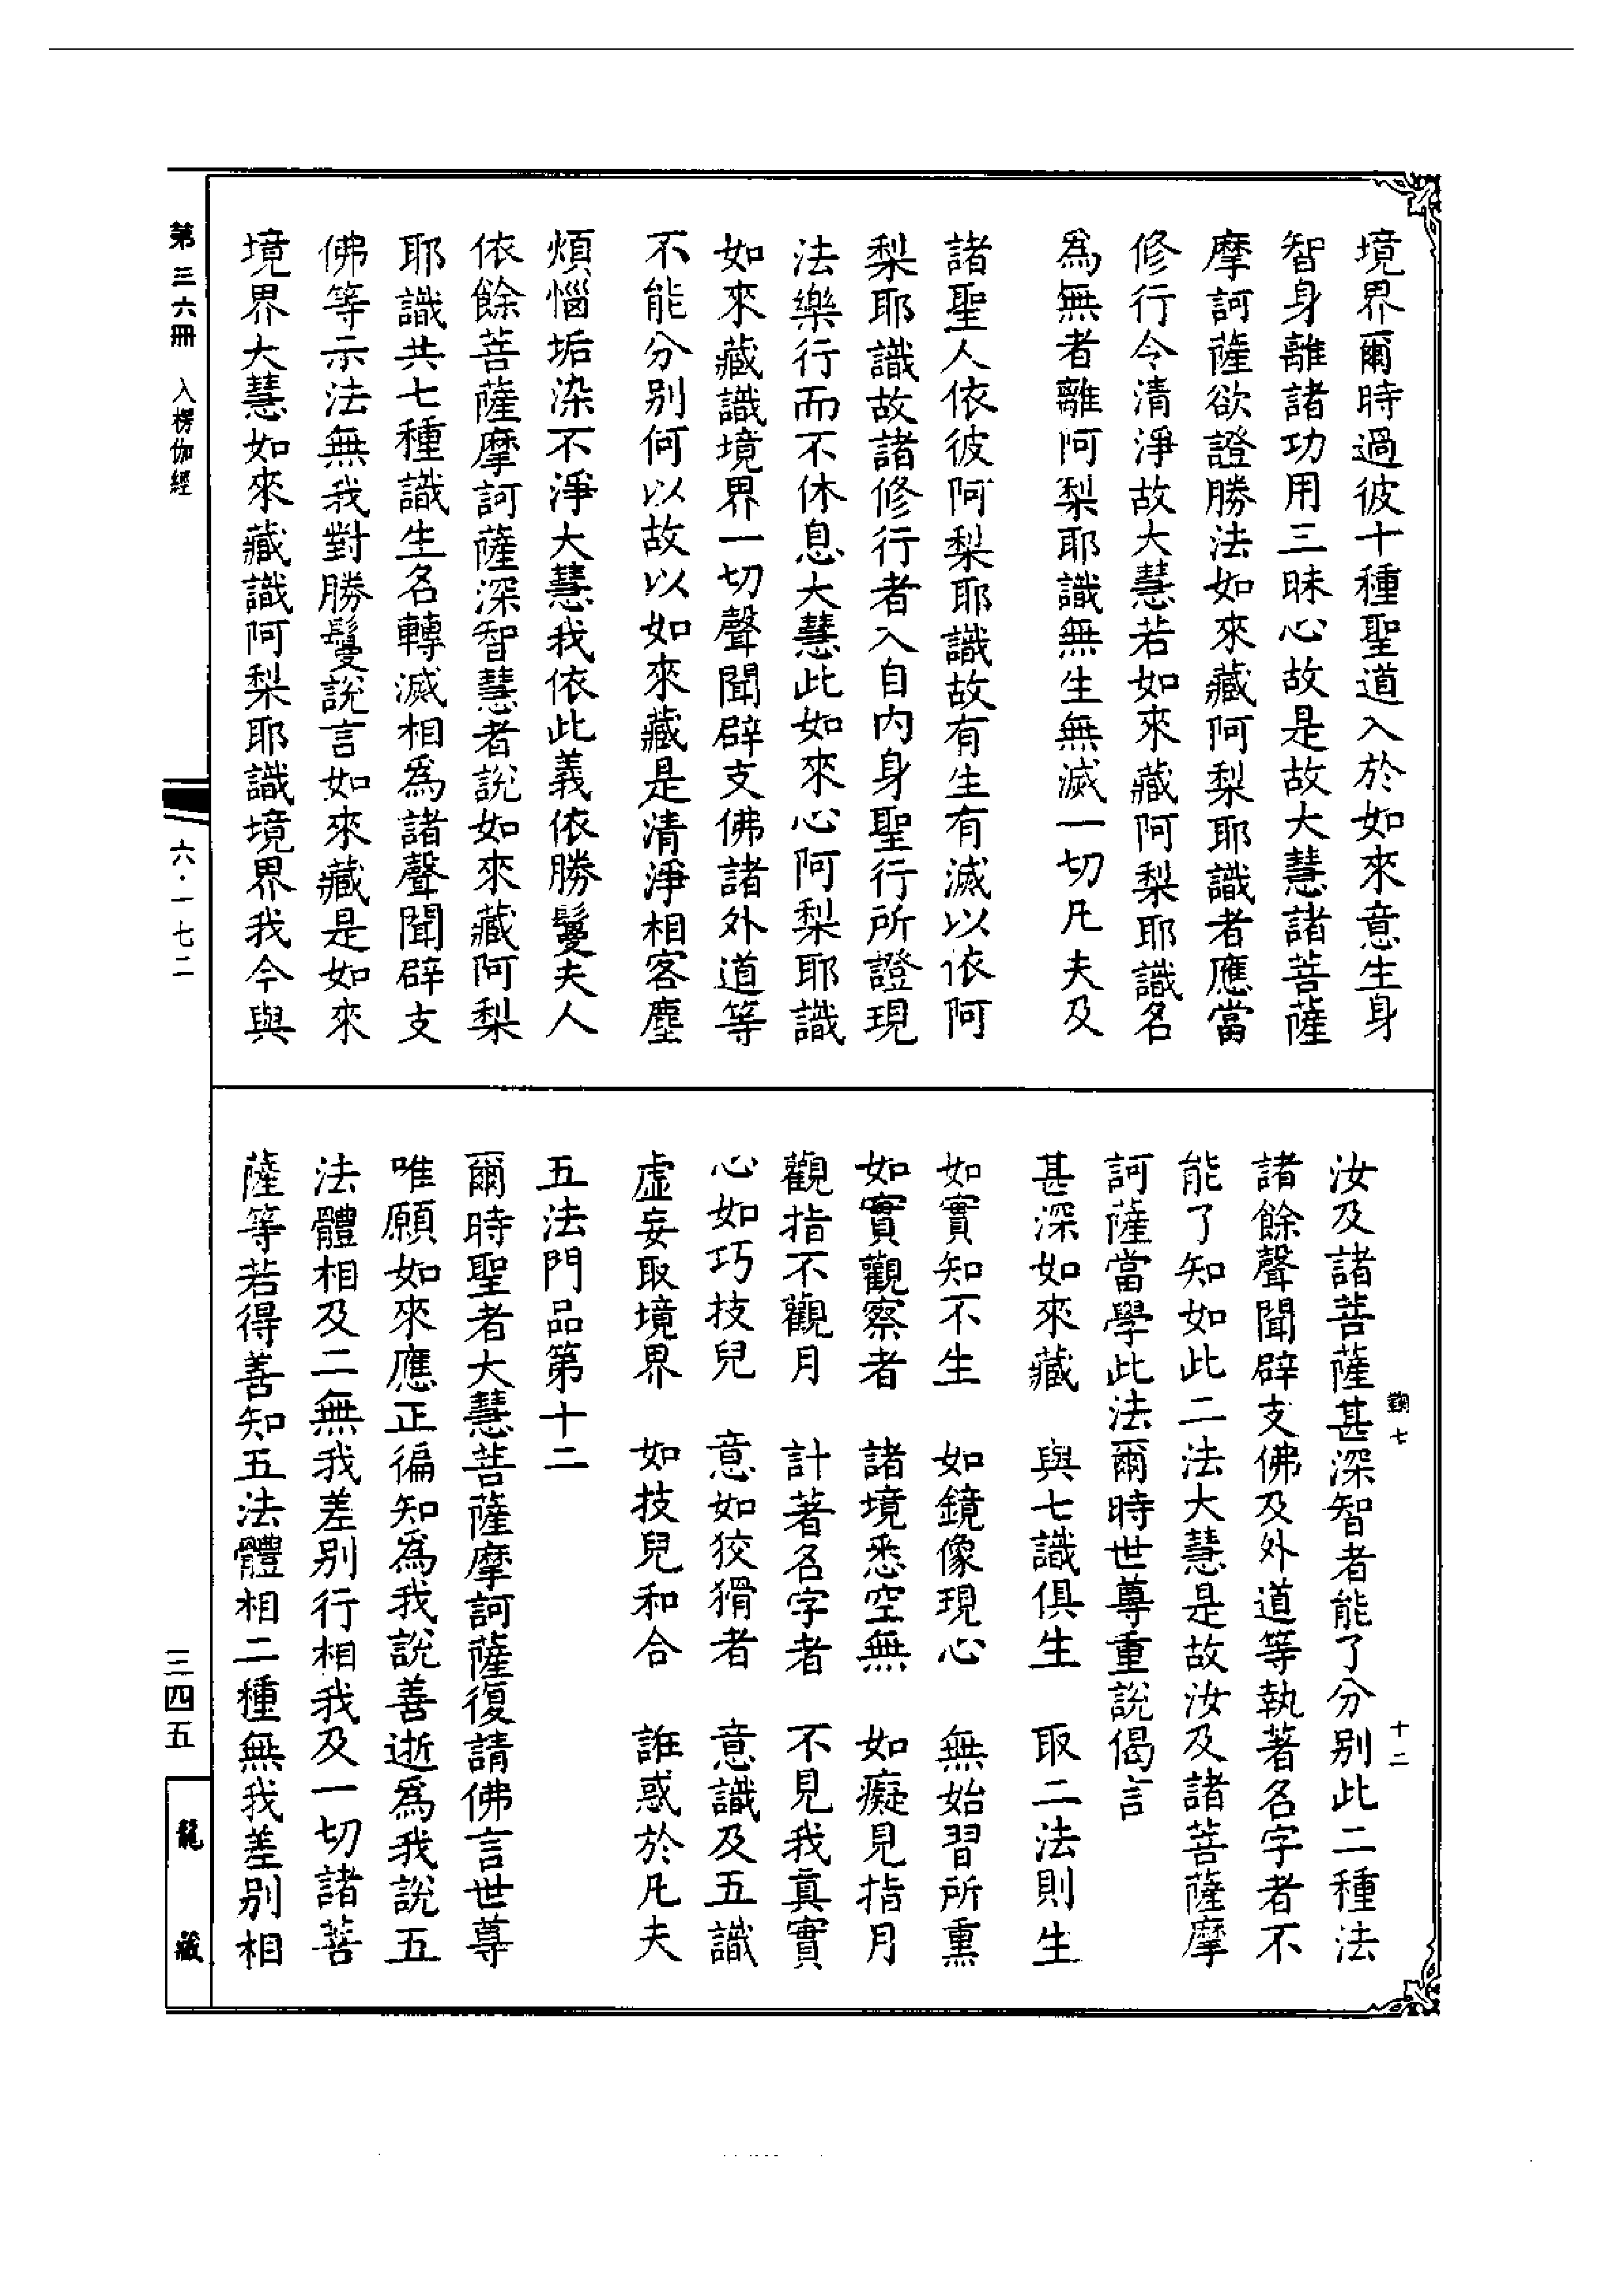 境界爾時過彼十種聖道入於如來意生身
智身離諸功用三昧心故是故大慧諸菩薩
摩訶薩欲證勝法如來藏阿梨耶識者應當
修行令清淨故大慧若如來藏阿梨耶識名
爲無者離阿梨耶識無生無滅一切凡夫及
諸聖人依彼阿梨耶識故有生有滅以依阿
梨耶識故諸修行者入自內身聖行所證現
法樂行而不休息大慧此如來心阿梨耶識
如來藏識境界一切聲聞辟支佛諸外道等
不能分別何以故以如來藏是清淨相客塵
煩惱垢染不淨大慧我依此義依勝鬘夫人
依餘菩薩摩訶薩深智慧者說如來藏阿梨
耶識共七種識生名轉滅相爲諸聲聞辟支
佛等示法無我對勝鬘說言如來藏是如來
境界大慧如來藏識阿梨耶識境界我今與
汝及諸菩薩甚深智者能了分別此二種法
諸餘聲聞辟支佛及外道等執著名字者不
能了知如此二法大慧是故汝及諸菩薩摩
訶薩當學此法爾時世尊重說偈言
甚深如來藏　與七識俱生　取二法則生
如實知不生　如鏡像現心　無始習所熏
如實觀察者　諸境悉空無　如癡見指月
觀指不觀月　計著名字者　不見我真實
心如巧技兒　意如狡猾者　意識及五識
虛妄取境界　如技兒和合　誑惑於凡夫
五法門品第十二
爾時聖者大慧菩薩摩訶薩復請佛言世尊
唯願如來應正徧知爲我說善逝爲我說五
法體相及二無我差別行相我及一切諸菩
薩等若得善知五法體相二種無我差別相
鞠七
十二
第三六冊　入楞伽經
六・一七二
三四五
龍藏